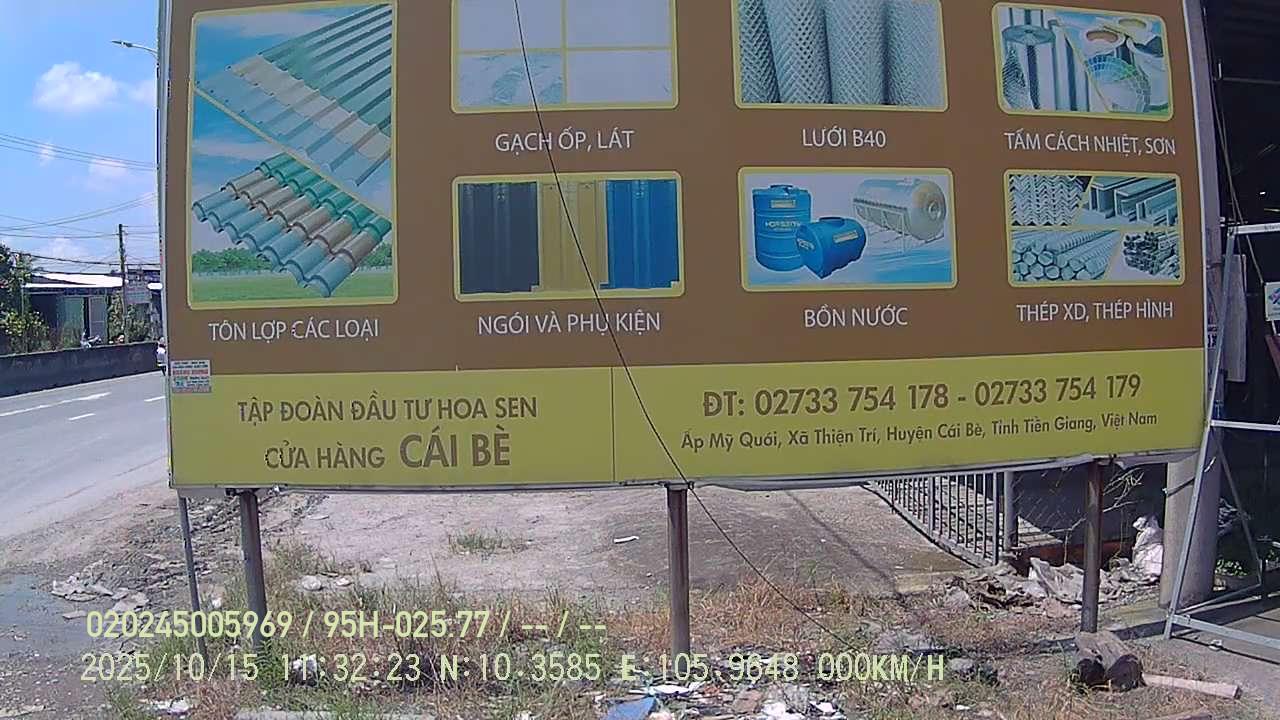 GẠCH ỐP, LÁT
LƯỚI B40
TẤM CÁCH NHIỆT, SƠN
TÔN LỢP CÁC LOẠI
NGÓI VÀ PHỤ KIỆN
BỒN NƯỚC
THÉP XD, THÉP HÌNH
TẬP ĐOÀN ĐẦU TƯ HOA SEN
CỬA HÀNG CÁI BÈ
ĐT: 02733 754 178 - 02733 754 179
Ấp Mỹ Quới, Xã Thiện Trí, Huyện Cái Bè, Tỉnh Tiền Giang, Việt Nam
020245005969 / 95H-025.77 / -- / --
2025/10/15 11:32:23 N:10.3585 E:105.9648 000KM/H